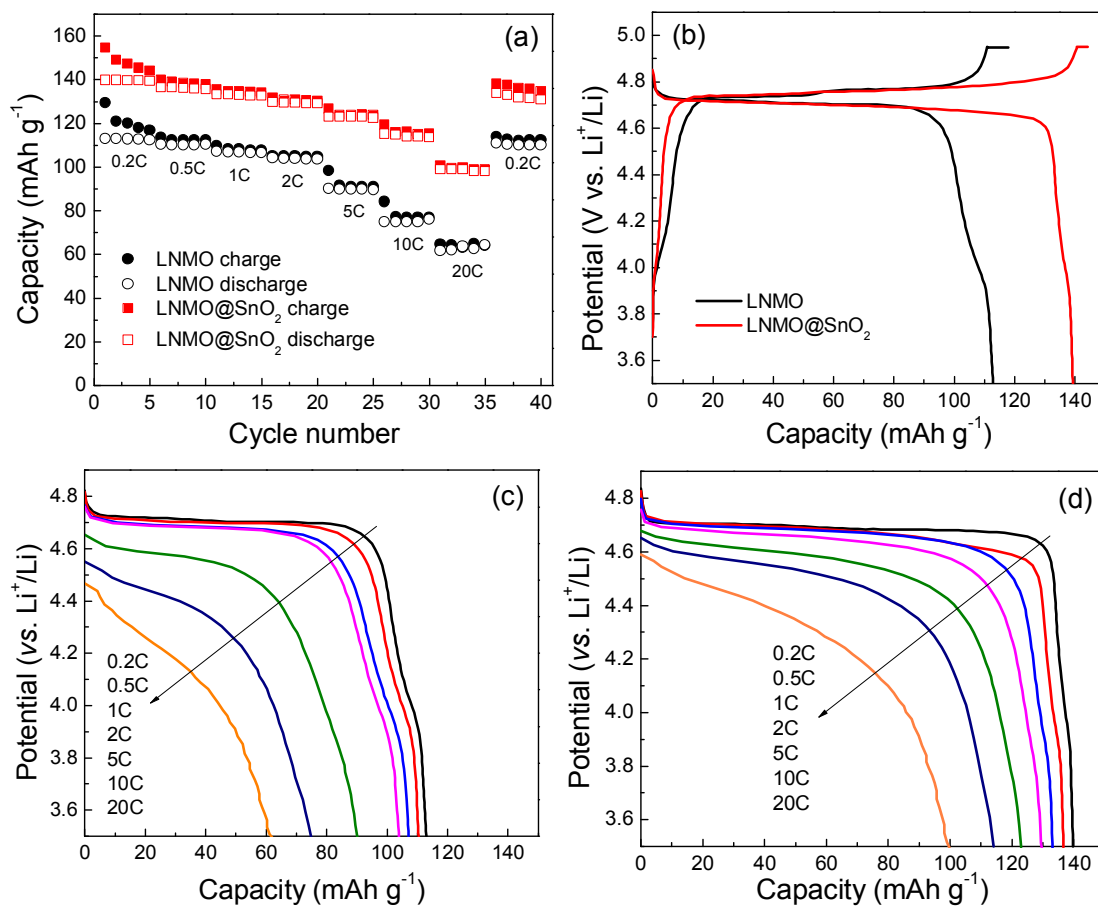 (a)
160
140
120
100
80
60
40
20
0
0.2C
0.5C
1C
2C
5C
10C
20C
0.2C
LNMO charge
LNMO discharge
LNMO@SnO₂ charge
LNMO@SnO₂ discharge
0 5 10 15 20 25 30 35 40
Cycle number
Capacity (mAh g⁻¹)
(b)
5.0
4.8
4.6
4.4
4.2
4.0
3.8
3.6
LNMO
LNMO@SnO₂
0 20 40 60 80 100 120 140
Capacity (mAh g⁻¹)
Potential (V vs. Li⁺/Li)
(c)
4.8
4.6
4.4
4.2
4.0
3.8
3.6
0.2C
0.5C
1C
2C
5C
10C
20C
0 20 40 60 80 100 120 140
Capacity (mAh g⁻¹)
Potential (vs. Li⁺/Li)
(d)
4.8
4.6
4.4
4.2
4.0
3.8
3.6
0.2C
0.5C
1C
2C
5C
10C
20C
0 20 40 60 80 100 120 140
Capacity (mAh g⁻¹)
Potential (vs. Li⁺/Li)